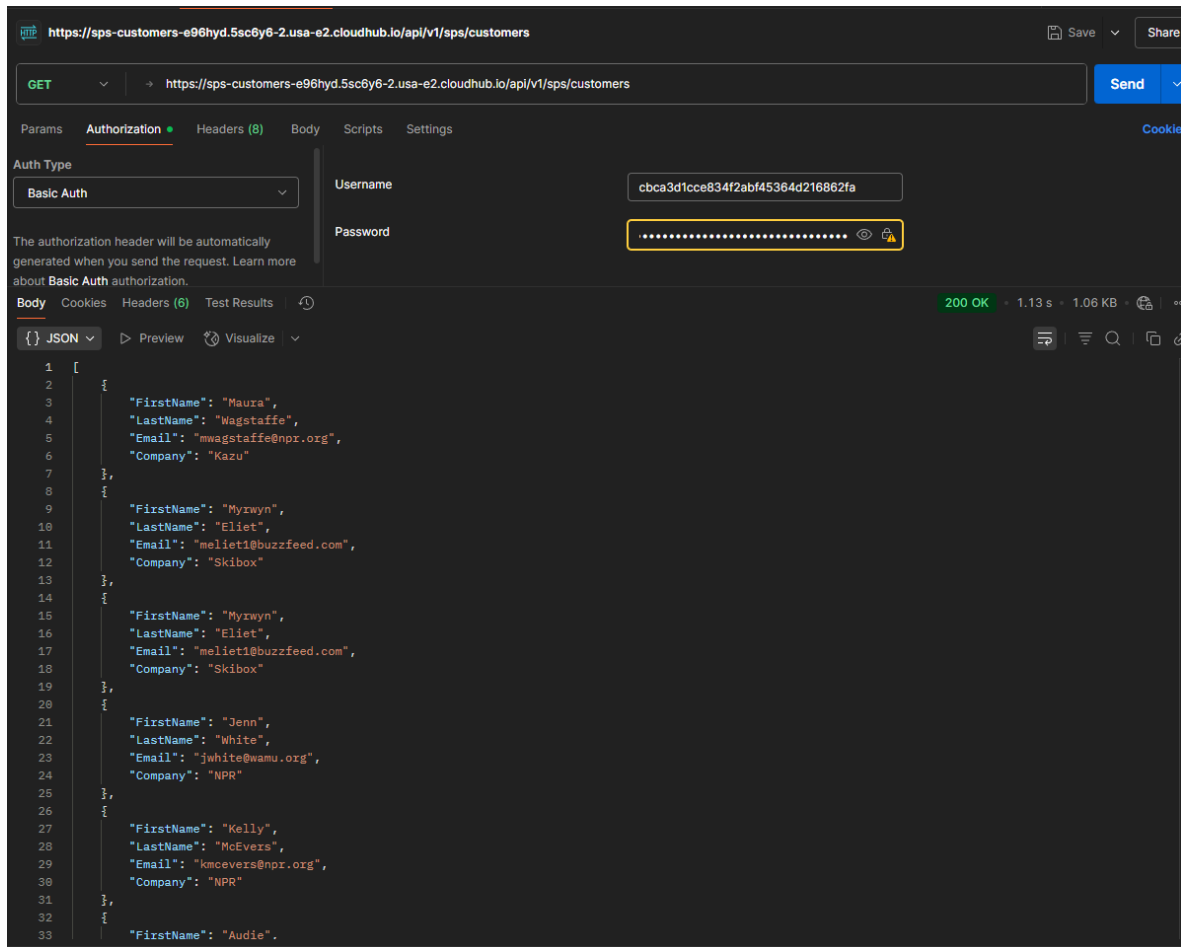 HTTP https://sps-customers-e96hyd.5sc6y6-2.usa-e2.cloudhub.io/api/v1/sps/customers Save Share
GET → https://sps-customers-e96hyd.5sc6y6-2.usa-e2.cloudhub.io/api/v1/sps/customers Send
Params Authorization Headers (8) Body Scripts Settings Cookie
Auth Type
Basic Auth
Username cbca3d1cce834f2abf45364d216862fa
Password
The authorization header will be automatically
generated when you send the request. Learn more
about Basic Auth authorization.
Body Cookies Headers (6) Test Results 200 OK • 1.13 s • 1.06 KB
{} JSON Preview Visualize
1 [
2 {
3 "FirstName": "Maura",
4 "LastName": "Wagstaffe",
5 "Email": "mwagstaffe@npr.org",
6 "Company": "Kazu"
7 },
8 {
9 "FirstName": "Myrwyn",
10 "LastName": "Eliet",
11 "Email": "meliet1@buzzfeed.com",
12 "Company": "Skibox"
13 },
14 {
15 "FirstName": "Myrwyn",
16 "LastName": "Eliet",
17 "Email": "meliet1@buzzfeed.com",
18 "Company": "Skibox"
19 },
20 {
21 "FirstName": "Jenn",
22 "LastName": "White",
23 "Email": "jwhite@wamu.org",
24 "Company": "NPR"
25 },
26 {
27 "FirstName": "Kelly",
28 "LastName": "McEvers",
29 "Email": "kmcevers@npr.org",
30 "Company": "NPR"
31 },
32 {
33 "FirstName": "Audie",